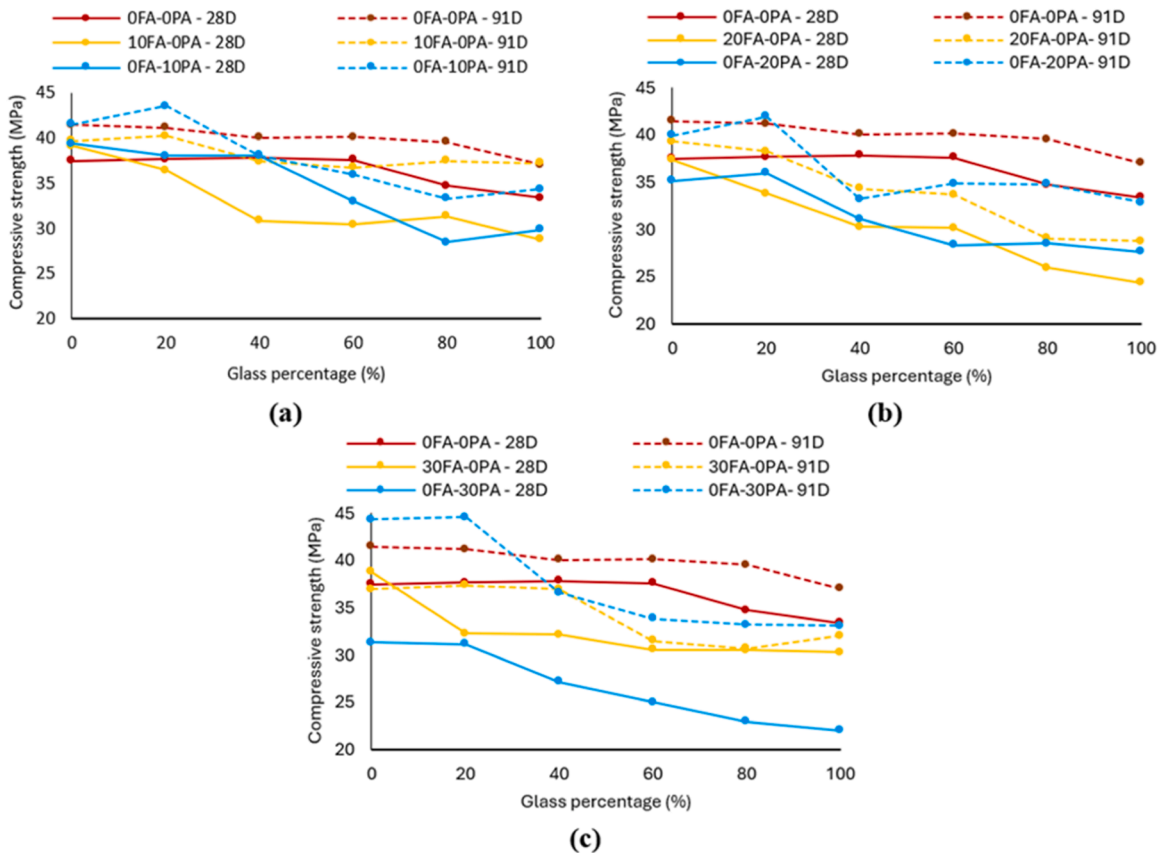 0FA-0PA - 28D 0FA-0PA - 91D
10FA-0PA - 28D 10FA-0PA- 91D
0FA-10PA - 28D 0FA-10PA- 91D
Compressive strength (MPa)
45
40
35
30
25
20
0 20 40 60 80 100
Glass percentage (%)
(a)
0FA-0PA - 28D 0FA-0PA - 91D
20FA-0PA - 28D 20FA-0PA- 91D
0FA-20PA - 28D 0FA-20PA- 91D
Compressive strength (MPa)
45
40
35
30
25
20
0 20 40 60 80 100
Glass percentage (%)
(b)
0FA-0PA - 28D 0FA-0PA - 91D
30FA-0PA - 28D 30FA-0PA- 91D
0FA-30PA - 28D 0FA-30PA- 91D
Compressive strength (MPa)
45
40
35
30
25
20
0 20 40 60 80 100
Glass percentage (%)
(c)